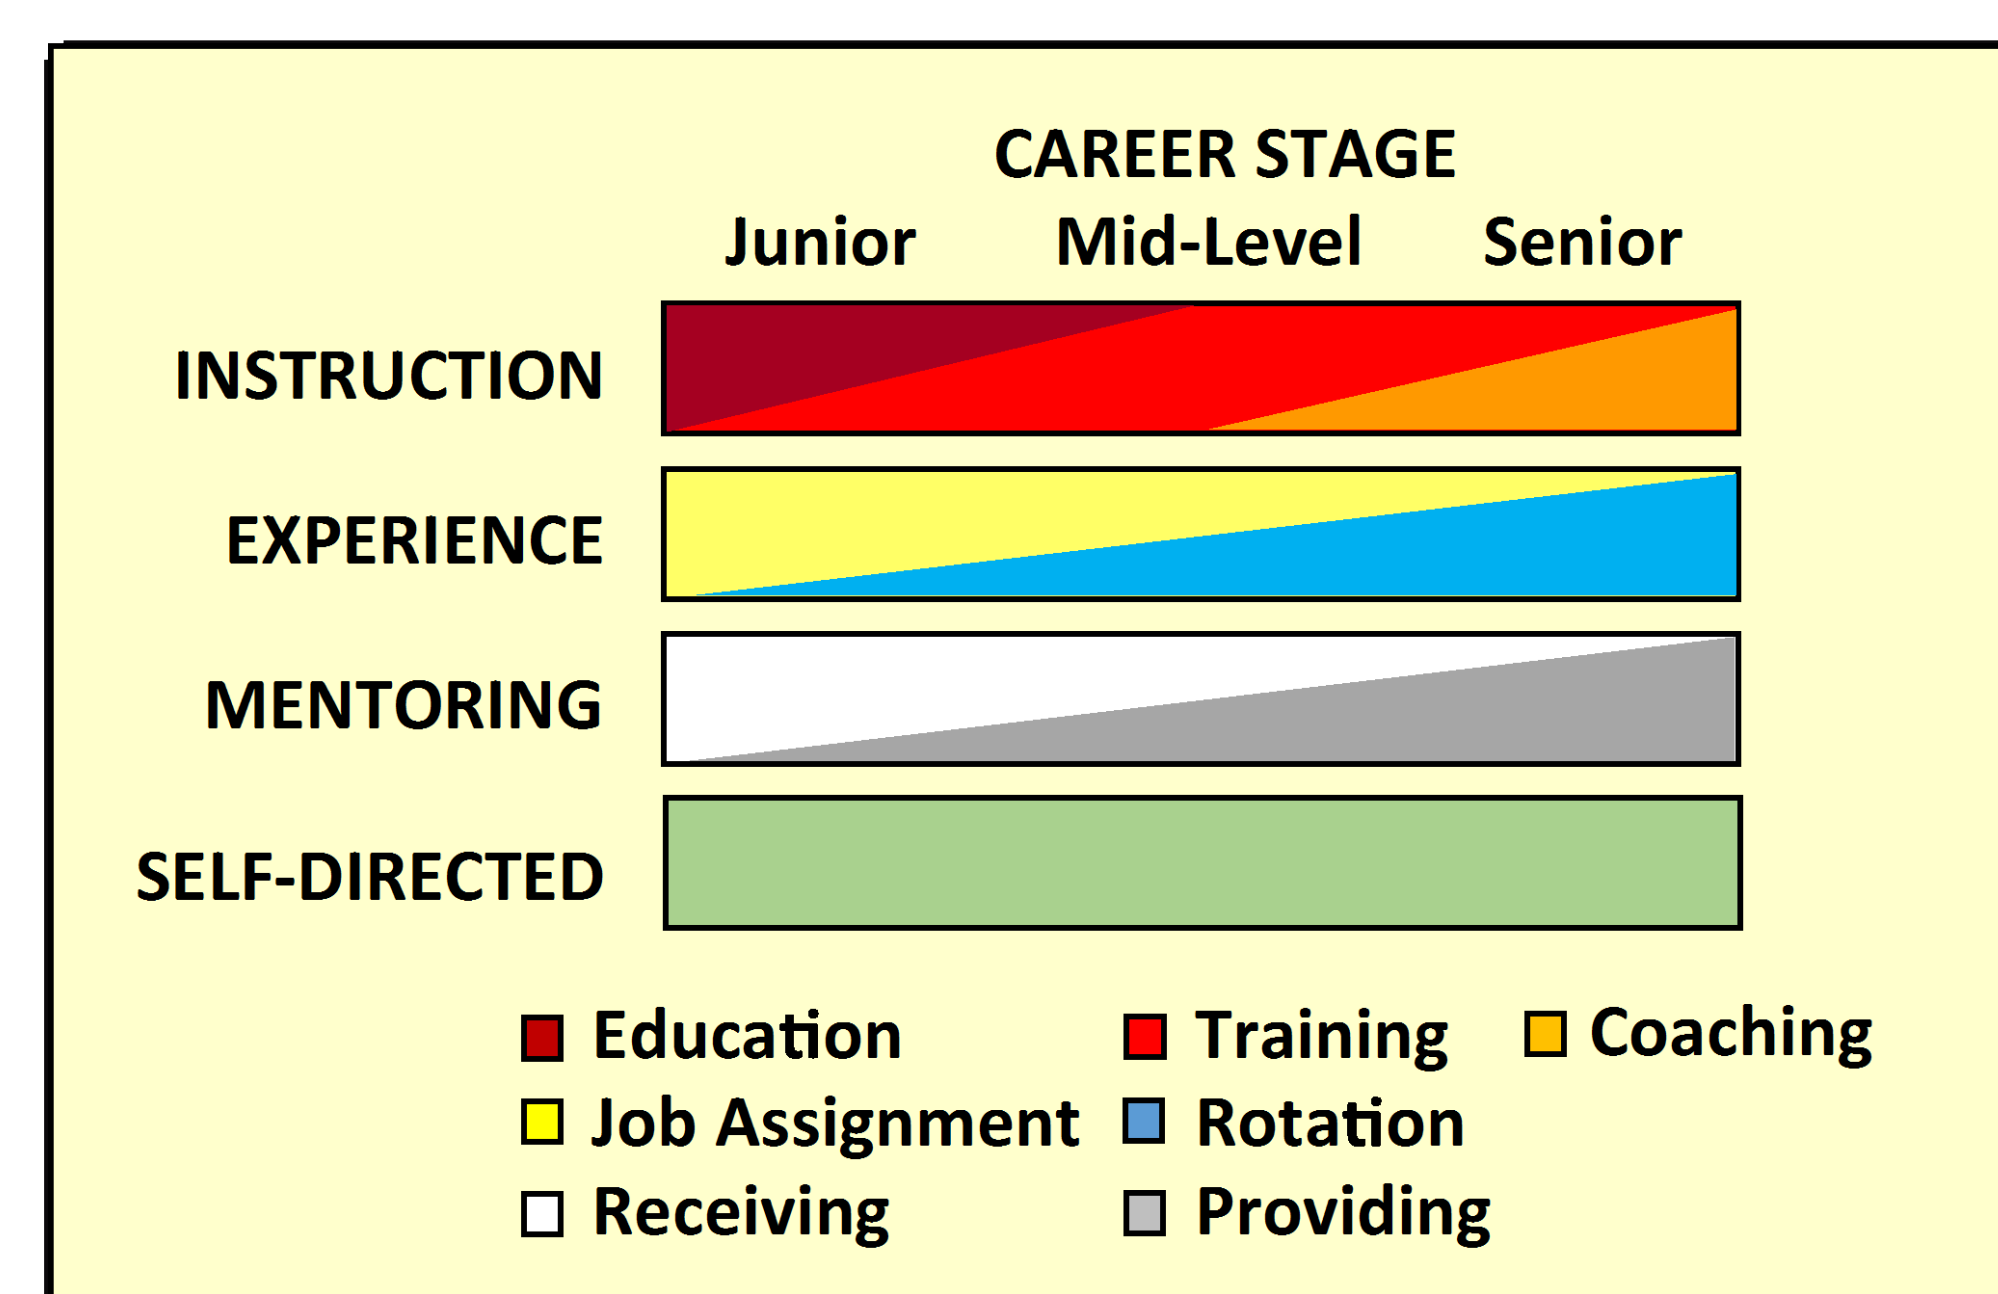 CAREER STAGE
Junior Mid-Level Senior
INSTRUCTION
EXPERIENCE
MENTORING
SELF-DIRECTED
Education Training Coaching
Job Assignment Rotation
Receiving Providing